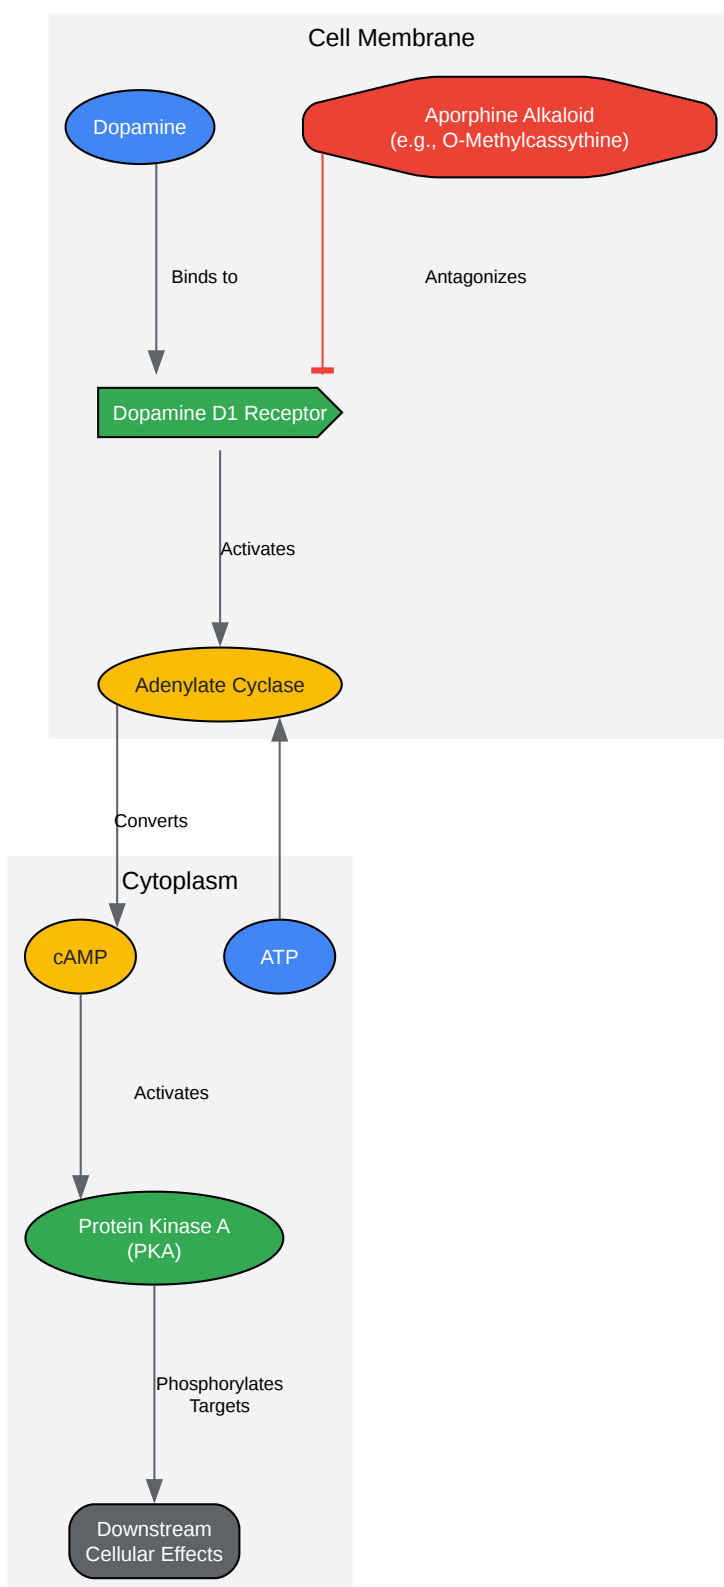 Cell Membrane
Dopamine
Aporphine Alkaloid
(e.g., O-Methylcassythine)
Binds to
Antagonizes
Dopamine D1 Receptor
Activates
Adenylate Cyclase
Converts
Cytoplasm
cAMP
ATP
Activates
Protein Kinase A
(PKA)
Phosphorylates
Targets
Downstream
Cellular Effects